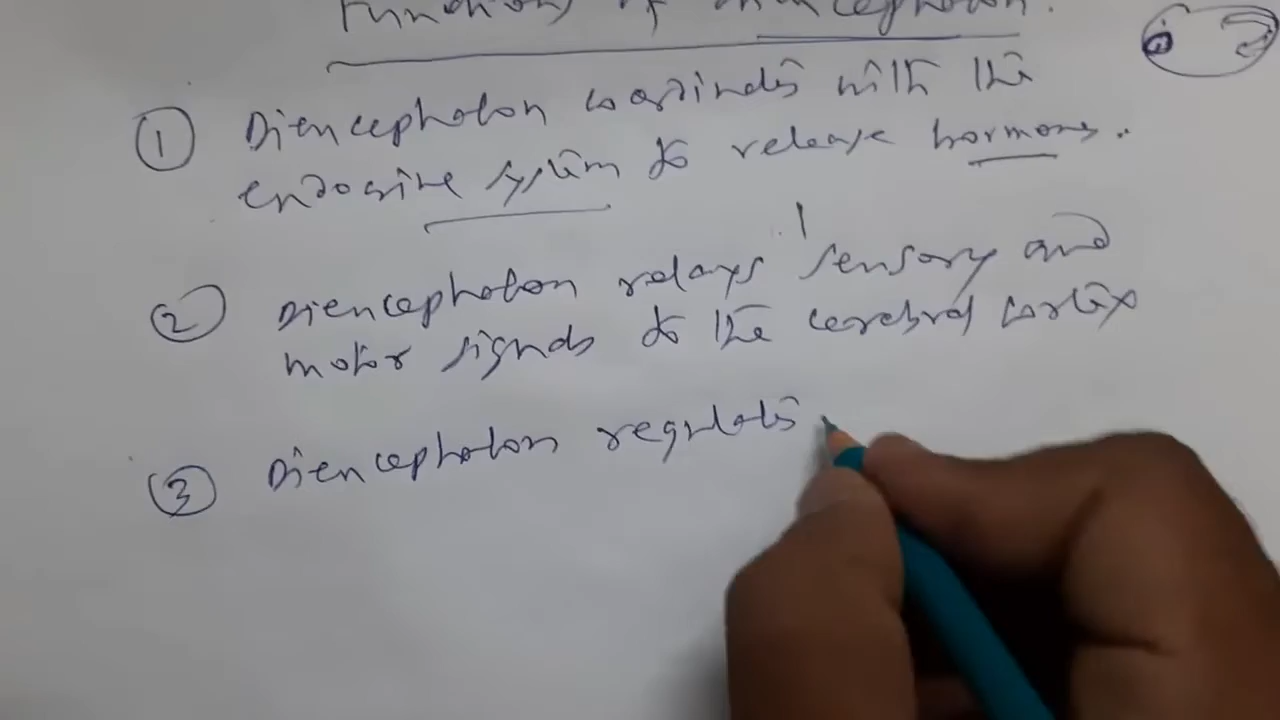 Functions of Diencephalon.
① Diencephalon coordinates with the
endocrine system to release hormones.
② Diencephalon relays sensory and
motor signals to the cerebral cortex
③ Diencephalon regulates